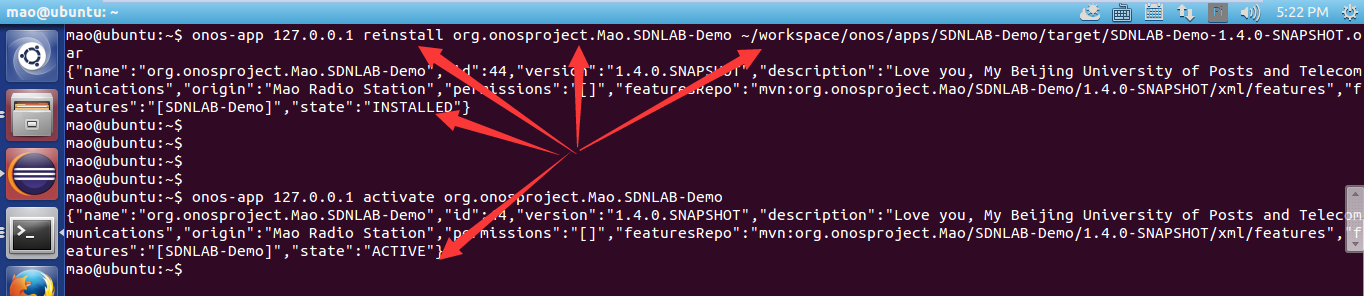 mao@ubuntu: ~
5:22 PM
mao@ubuntu:~$ onos-app 127.0.0.1 reinstall org.onosproject.Mao.SDNLAB-Demo ~/workspace/onos/apps/SDNLAB-Demo/target/SDNLAB-Demo-1.4.0-SNAPSHOT.o
ar
{"name":"org.onosproject.Mao.SDNLAB-Demo","id":44,"version":"1.4.0.SNAPSHOT","description":"Love you, My Beijing University of Posts and Telecom
munications","origin":"Mao Radio Station","permissions":"[]","featuresRepo":"mvn:org.onosproject.Mao/SDNLAB-Demo/1.4.0-SNAPSHOT/xml/features","f
eatures":"[SDNLAB-Demo]","state":"INSTALLED"}
mao@ubuntu:~$
mao@ubuntu:~$
mao@ubuntu:~$
mao@ubuntu:~$
mao@ubuntu:~$ onos-app 127.0.0.1 activate org.onosproject.Mao.SDNLAB-Demo
{"name":"org.onosproject.Mao.SDNLAB-Demo","id":44,"version":"1.4.0.SNAPSHOT","description":"Love you, My Beijing University of Posts and Telecom
munications","origin":"Mao Radio Station","permissions":"[]","featuresRepo":"mvn:org.onosproject.Mao/SDNLAB-Demo/1.4.0-SNAPSHOT/xml/features","f
eatures":"[SDNLAB-Demo]","state":"ACTIVE"}
mao@ubuntu:~$